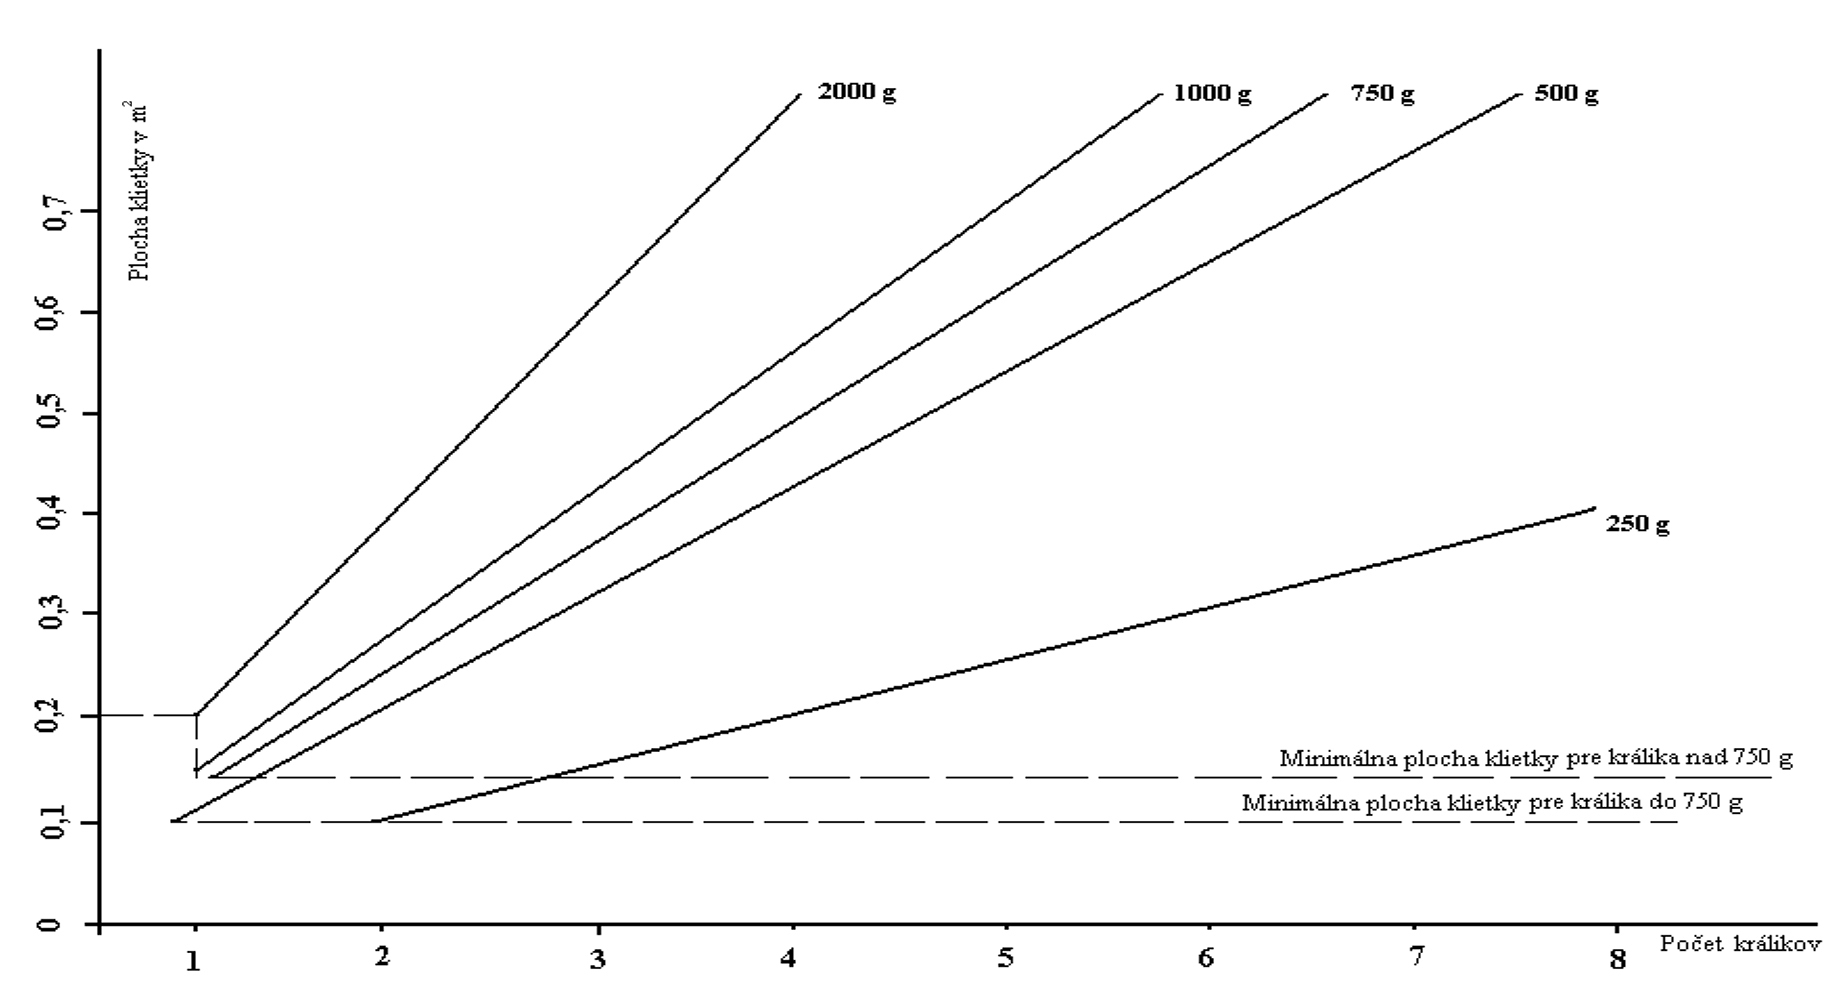 Plocha klietky v m²
2000 g
1000 g
750 g
500 g
250 g
0,7
0,6
0,5
0,4
0,3
0,2
0,1
0
Minimálna plocha klietky pre králika nad 750 g
Minimálna plocha klietky pre králika do 750 g
1 2 3 4 5 6 7 8
Počet králikov